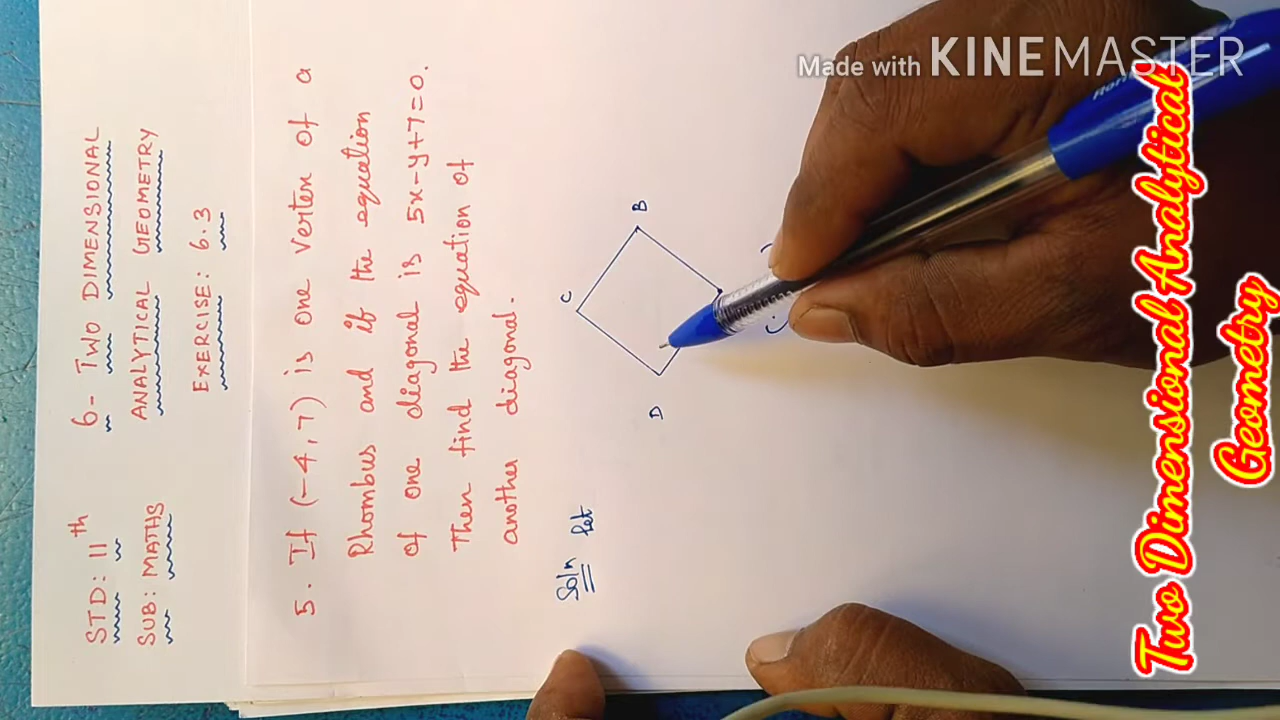 STD: 11th
SUB: MATHS
6- TWO DIMENSIONAL
ANALYTICAL GEOMETRY
EXERCISE: 6.3
5. If (-4, 7) is one vertex of a
Rhombus and if the equation
of one diagonal is 5x-y+7=0.
Then find the equation of
another diagonal.
Soln
Let
C
B
D
Made with KINEMASTER
Two Dimensional Analytical
Geometry